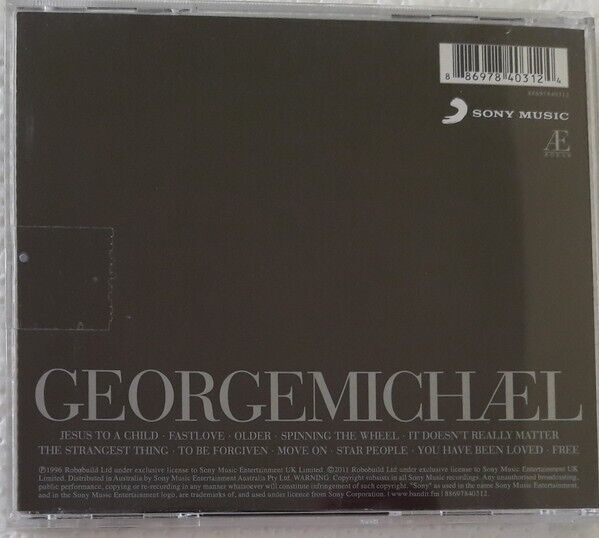 8 86978 40312 4
88697840312
SONY MUSIC
Æ
GEORGEMICHÆL
JESUS TO A CHILD · FASTLOVE · OLDER · SPINNING THE WHEEL · IT DOESN'T REALLY MATTER
THE STRANGEST THING · TO BE FORGIVEN · MOVE ON · STAR PEOPLE · YOU HAVE BEEN LOVED · FREE
℗1996 Robobuild Ltd under exclusive license to Sony Music Entertainment UK Limited. ©2011 Robobuild Ltd under exclusive license to Sony Music Entertainment UK
Limited. Distributed in Australia by Sony Music Entertainment Australia Pty Ltd. WARNING: Copyright subsists in all Sony Music recordings. Any unauthorised broadcasting,
public performance, copying or re-recording in any manner whatsoever will constitute infringement of such copyright. "Sony" as used in the name Sony Music Entertainment,
and in the Sony Music Entertainment logo, are trademarks of, and used under licence from Sony Corporation. | www.bandit.fm | 88697840312.